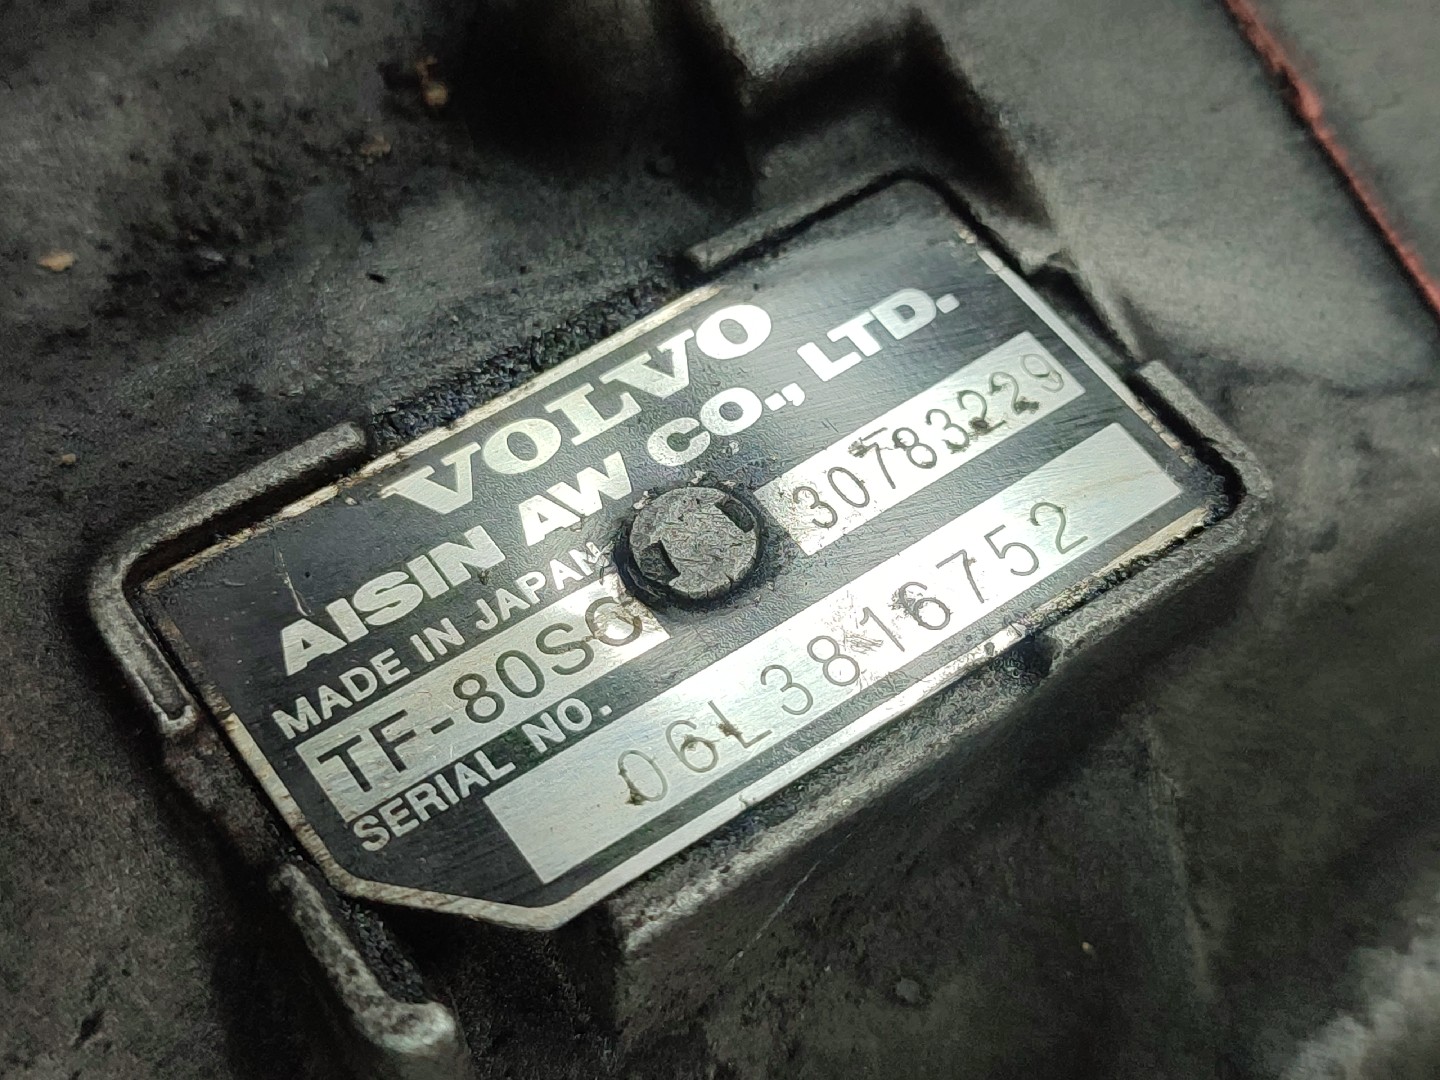 VOLVO
AISIN AW CO., LTD.
MADE IN JAPAN
30783229
TF-80SC
SERIAL NO.
06L3816752